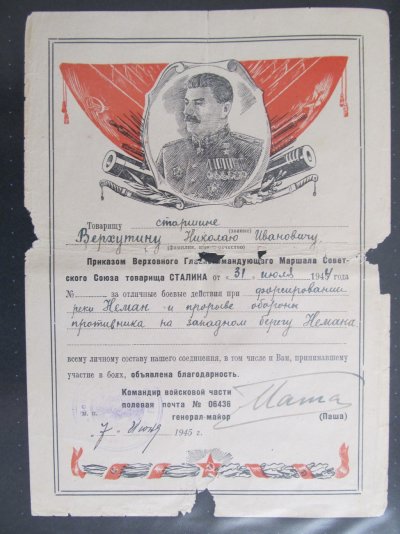 Товарищу старшине
(звание)
Верхутину Николаю Ивановичу.
(Фамилия, имя и отчество)
Приказом Верховного Главнокомандующего Маршала Совет-
ского Союза товарища СТАЛИНА от „31" июля 1944 года
№ за отличные боевые действия при форсировании
реки Неман и прорыве обороны
противника на западном берегу Немана
всему личному составу нашего соединения, в том числе и Вам, принимавшему
участие в боях, объявлена благодарность.
Командир войсковой части
полевая почта № 06436
генерал-майор
Паша
(Паша)
М. П.
„7" Июня 1945 г.